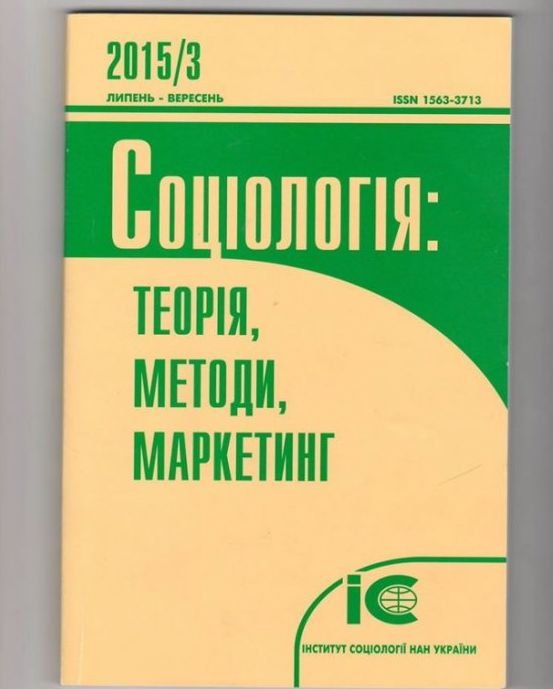 2015/3
ЛИПЕНЬ - ВЕРЕСЕНЬ
ISSN 1563-3713
СОЦІОЛОГІЯ:
ТЕОРІЯ,
МЕТОДИ,
МАРКЕТИНГ
іС
ІНСТИТУТ СОЦІОЛОГІЇ НАН УКРАЇНИ